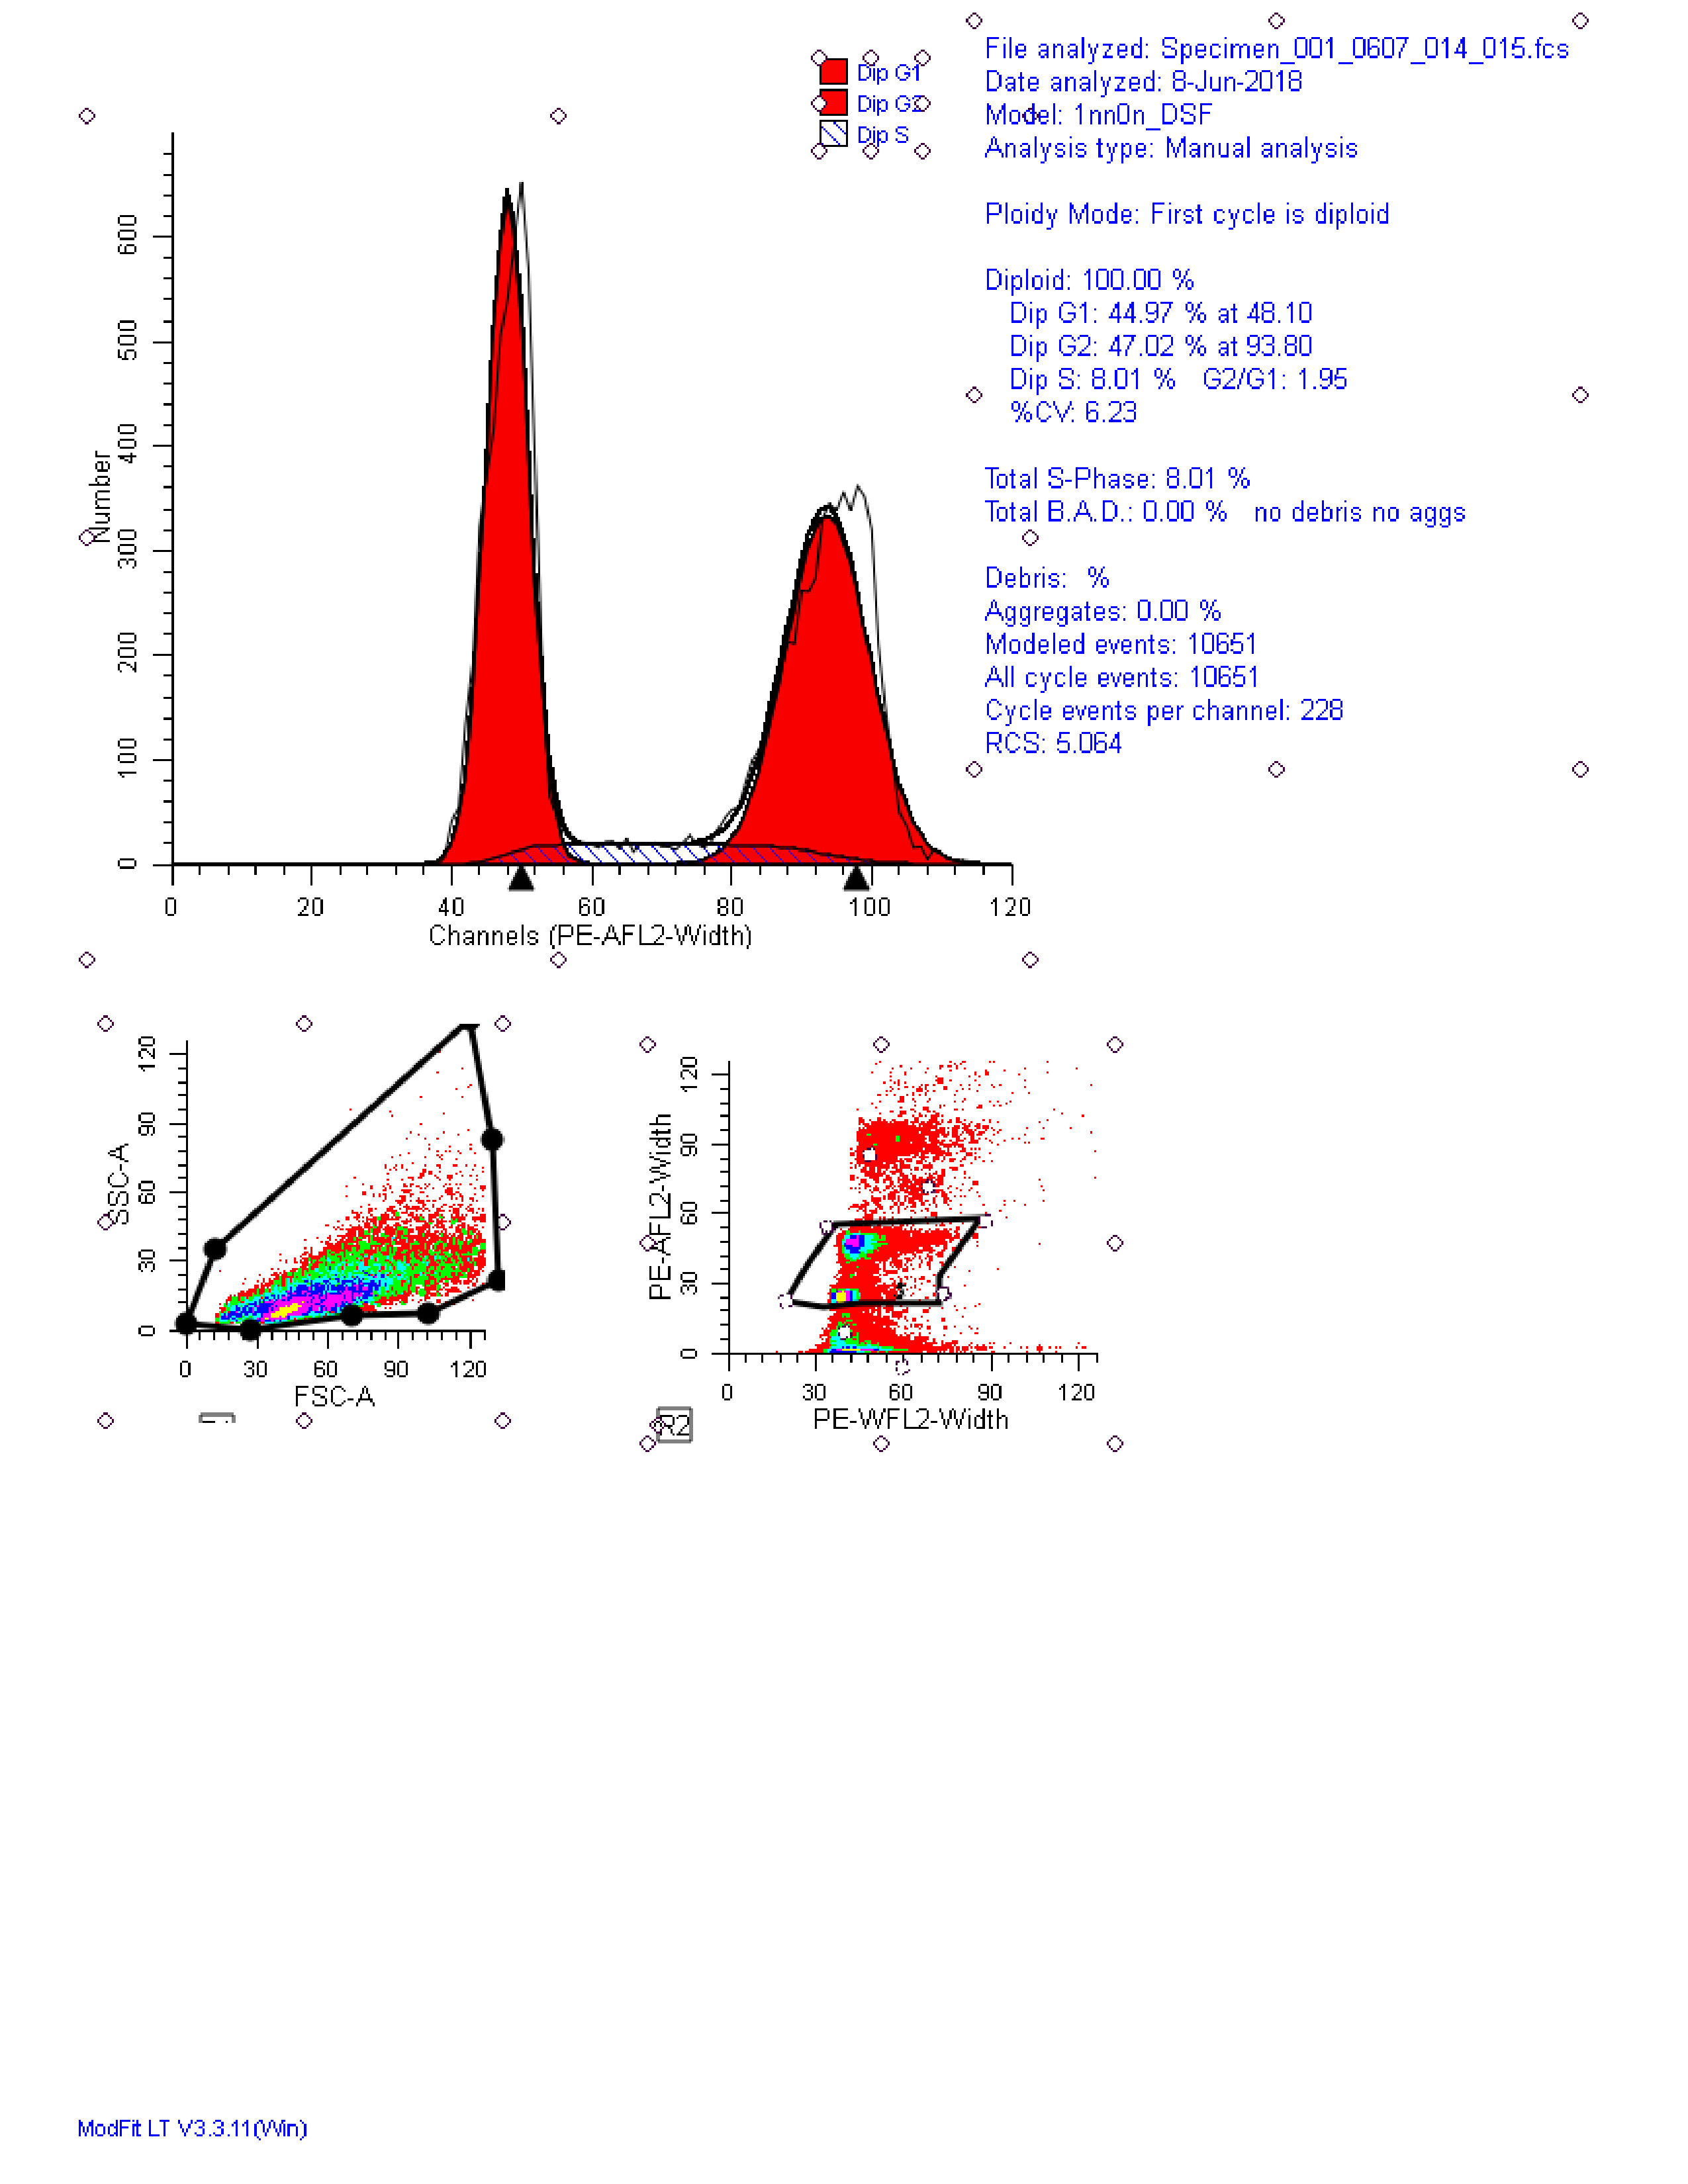 Dip G1
Dip G2
Dip S
File analyzed: Specimen_001_0607_014_015.fcs
Date analyzed: 8-Jun-2018
Model: 1nn0n_DSF
Analysis type: Manual analysis
Ploidy Mode: First cycle is diploid
Diploid: 100.00 %
Dip G1: 44.97 % at 48.10
Dip G2: 47.02 % at 93.80
Dip S: 8.01 % G2/G1: 1.95
%CV: 6.23
Total S-Phase: 8.01 %
Total B.A.D.: 0.00 % no debris no aggs
Debris: %
Aggregates: 0.00 %
Modeled events: 10651
All cycle events: 10651
Cycle events per channel: 228
RCS: 5.064
Number
600
500
400
300
200
100
0
0 20 40 60 80 100 120
Channels (PE-AFL2-Width)
SSC-A
120
90
60
30
0
0 30 60 90 120
FSC-A
PE-AFL2-Width
120
90
60
30
0
0 30 60 90 120
PE-WFL2-Width
R2
ModFit LT V3.3.11(Win)